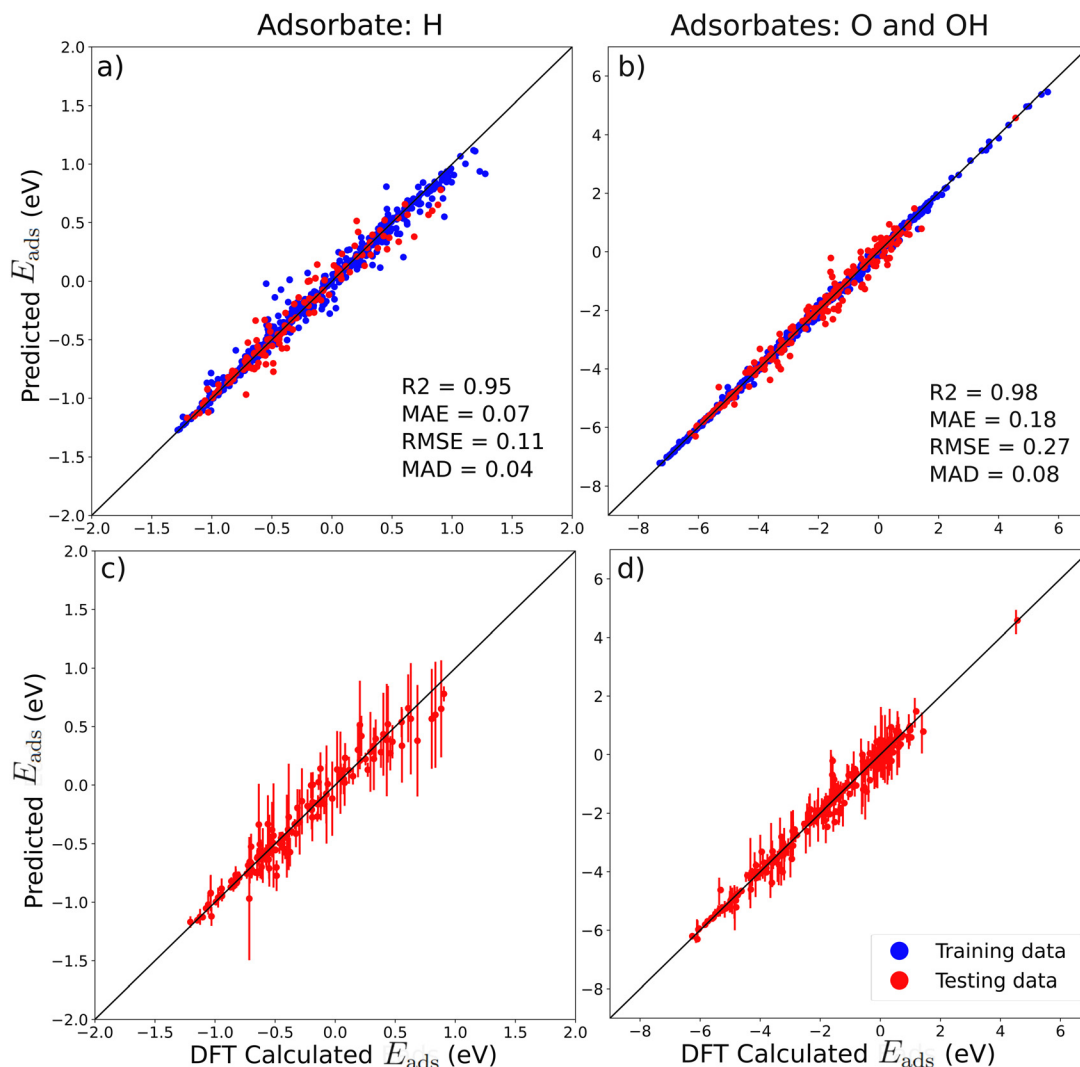 Adsorbate: H
Adsorbates: O and OH
a)
2.0
1.5
1.0
0.5
0.0
−0.5
−1.0
−1.5
−2.0
Predicted E_ads (eV)
R2 = 0.95
MAE = 0.07
RMSE = 0.11
MAD = 0.04
−2.0 −1.5 −1.0 −0.5 0.0 0.5 1.0 1.5 2.0
b)
6
4
2
0
−2
−4
−6
−8
R2 = 0.98
MAE = 0.18
RMSE = 0.27
MAD = 0.08
−8 −6 −4 −2 0 2 4 6
c)
2.0
1.5
1.0
0.5
0.0
−0.5
−1.0
−1.5
−2.0
Predicted E_ads (eV)
−2.0 −1.5 −1.0 −0.5 0.0 0.5 1.0 1.5 2.0
DFT Calculated E_ads (eV)
d)
6
4
2
0
−2
−4
−6
−8
Training data
Testing data
−8 −6 −4 −2 0 2 4 6
DFT Calculated E_ads (eV)